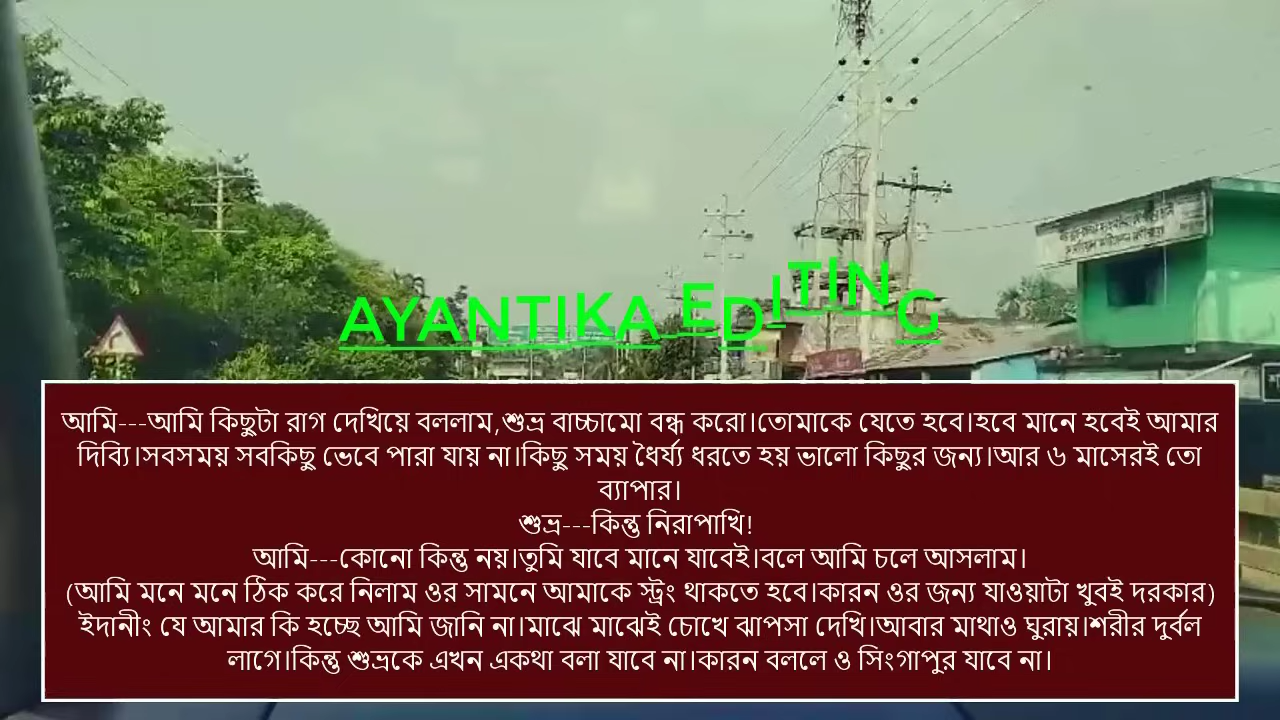 AYANTIKA EDITING
আমি---আমি কিছুটা রাগ দেখিয়ে বললাম,শুভ্র বাচ্চামো বন্ধ করো।তোমাকে যেতে হবে।হবে মানে হবেই আমার
দিব্যি।সবসময় সবকিছু ভেবে পারা যায় না।কিছু সময় ধৈর্য্য ধরতে হয় ভালো কিছুর জন্য।আর ৬ মাসেরই তো
ব্যাপার।
শুভ্র---কিন্তু নিরাপাখি!
আমি---কোনো কিন্তু নয়।তুমি যাবে মানে যাবেই।বলে আমি চলে আসলাম।
(আমি মনে মনে ঠিক করে নিলাম ওর সামনে আমাকে স্ট্রং থাকতে হবে।কারন ওর জন্য যাওয়াটা খুবই দরকার)
ইদানীং যে আমার কি হচ্ছে আমি জানি না।মাঝে মাঝেই চোখে ঝাপসা দেখি।আবার মাথাও ঘুরায়।শরীর দুর্বল
লাগে।কিন্তু শুভ্রকে এখন একথা বলা যাবে না।কারন বললে ও সিংগাপুর যাবে না।